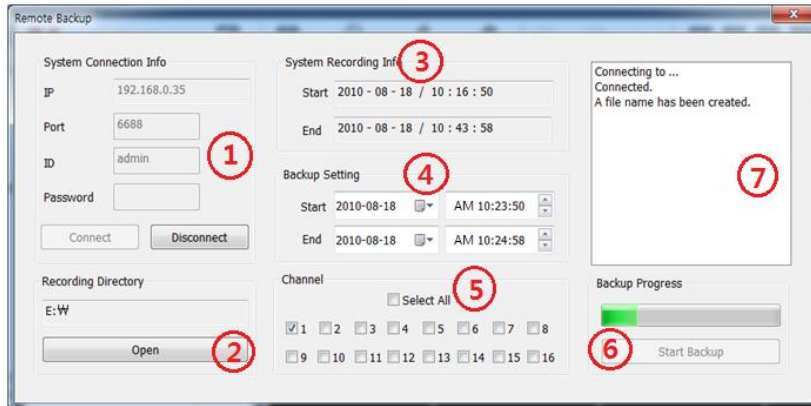 Remote Backup
System Connection Info
IP 192.168.0.35
Port 6688
ID admin
Password
Connect Disconnect
1
Recording Directory
E:₩
Open
2
System Recording Info
3
Start 2010 - 08 - 18 / 10 : 16 : 50
End 2010 - 08 - 18 / 10 : 43 : 58
Backup Setting
4
Start 2010-08-18 AM 10:23:50
End 2010-08-18 AM 10:24:58
Channel
Select All
5
1 2 3 4 5 6 7 8
9 10 11 12 13 14 15 16
Connecting to ...
Connected.
A file name has been created.
7
Backup Progress
6
Start Backup